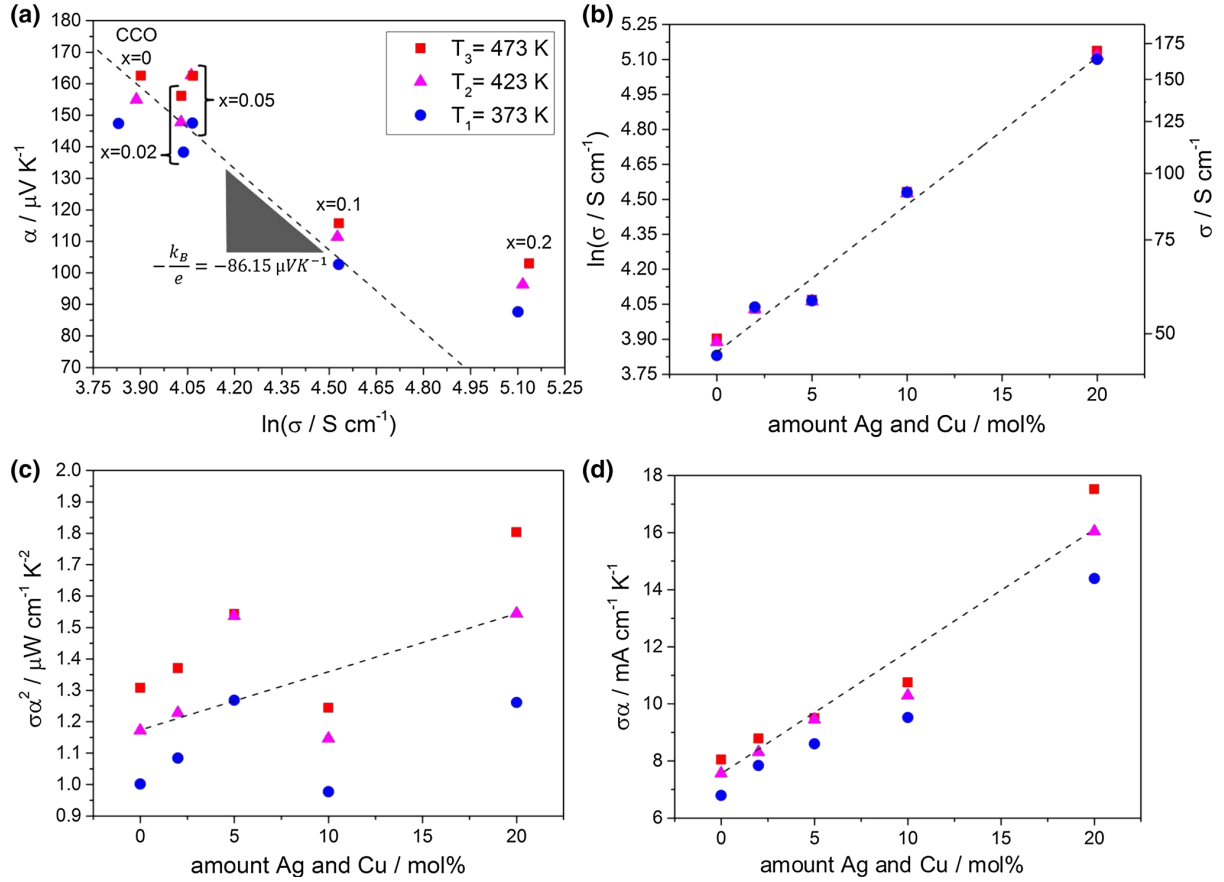 (a)
180
170
160
150
140
130
120
110
100
90
80
70
α / μV K⁻¹
CCO
x=0
x=0.05
x=0.02
x=0.1
x=0.2
T₃= 473 K
T₂= 423 K
T₁= 373 K
-k_B/e = -86.15 μVK⁻¹
3.75 3.90 4.05 4.20 4.35 4.50 4.65 4.80 4.95 5.10 5.25
ln(σ / S cm⁻¹)
(b)
5.25
5.10
4.95
4.80
4.65
4.50
4.35
4.20
4.05
3.90
3.75
ln(σ / S cm⁻¹)
175
150
125
100
75
50
σ / S cm⁻¹
0 5 10 15 20
amount Ag and Cu / mol%
(c)
2.0
1.9
1.8
1.7
1.6
1.5
1.4
1.3
1.2
1.1
1.0
0.9
σα² / μW cm⁻¹ K⁻²
0 5 10 15 20
amount Ag and Cu / mol%
(d)
18
16
14
12
10
8
6
σα / mA cm⁻¹ K⁻¹
0 5 10 15 20
amount Ag and Cu / mol%